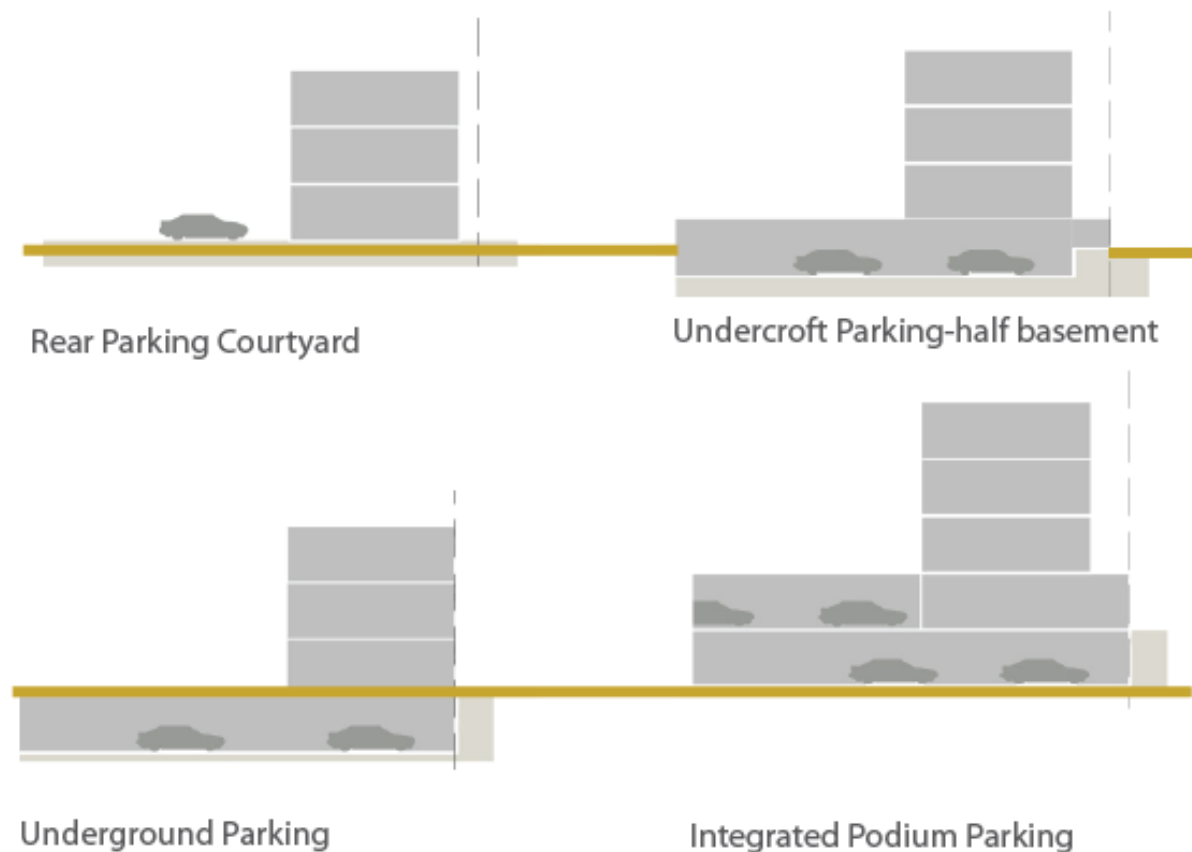 Rear Parking Courtyard
Undercroft Parking-half basement
Underground Parking
Integrated Podium Parking